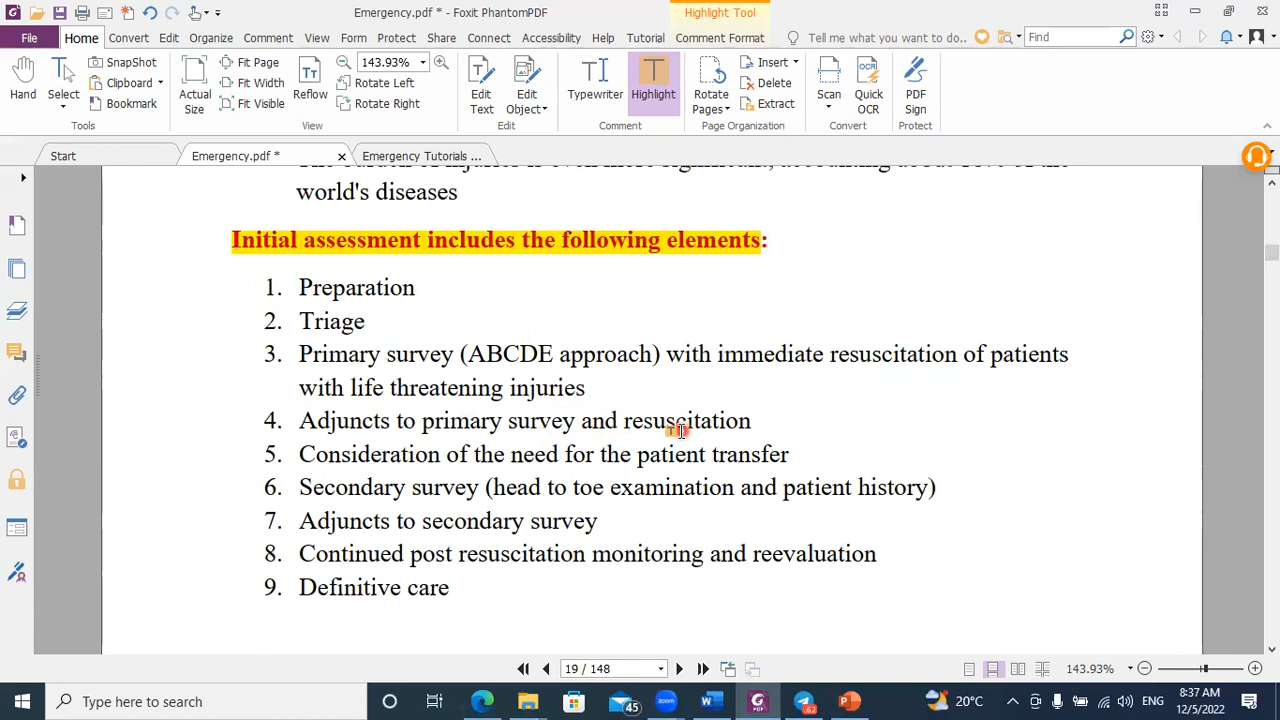 Emergency.pdf * - Foxit PhantomPDF
Highlight Tool
File Home Convert Edit Organize Comment View Form Protect Share Connect Accessibility Help Tutorial Comment Format Tell me what you want to do... Find
Hand
Select
SnapShot
Clipboard
Bookmark
Tools
Actual Size
Fit Page
Fit Width
Fit Visible
Reflow
143.93%
Rotate Left
Rotate Right
View
Edit Text
Edit Object
Edit
Typewriter
Highlight
Comment
Rotate Pages
Insert
Delete
Extract
Page Organization
Scan
Quick OCR
Convert
PDF Sign
Protect
Start
Emergency.pdf *
Emergency Tutorials ...
world's diseases
Initial assessment includes the following elements:
1. Preparation
2. Triage
3. Primary survey (ABCDE approach) with immediate resuscitation of patients
with life threatening injuries
4. Adjuncts to primary survey and resuscitation
5. Consideration of the need for the patient transfer
6. Secondary survey (head to toe examination and patient history)
7. Adjuncts to secondary survey
8. Continued post resuscitation monitoring and reevaluation
9. Definitive care
19 / 148
143.93%
Type here to search
45
zoom
PDF
62
20°C
ENG
8:37 AM
12/5/2022